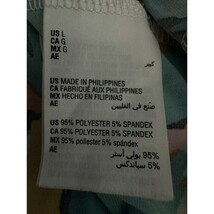 US L
CA G
MX G
AE كبير
US MADE IN PHILIPPINES
CA FABRIQUÉ AUX PHILIPPINES
MX HECHO EN FILIPINAS
AE صنع في الفلبين
US 95% POLYESTER 5% SPANDEX
CA 95% POLYESTER 5% SPANDEX
MX 95% poliéster 5% spándex
AE 95% بولي أستر
5% سباندكس